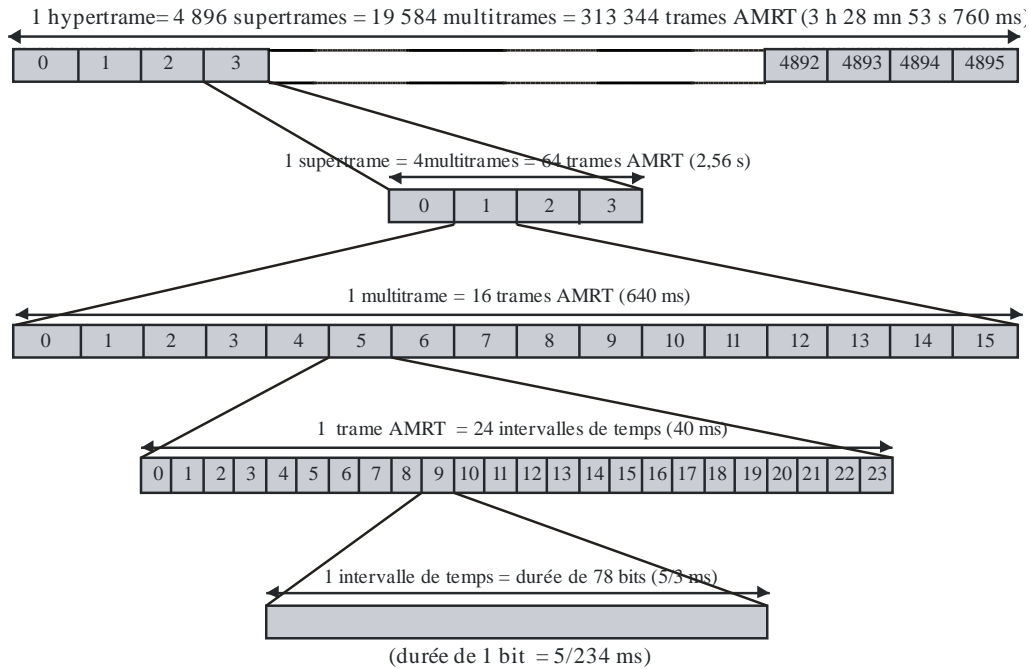 1 hypertrame= 4 896 supertrames = 19 584 multitrames = 313 344 trames AMRT (3 h 28 mn 53 s 760 ms)
0 1 2 3 4892 4893 4894 4895
1 supertrame = 4multitrames = 64 trames AMRT (2,56 s)
0 1 2 3
1 multitrame = 16 trames AMRT (640 ms)
0 1 2 3 4 5 6 7 8 9 10 11 12 13 14 15
1 trame AMRT = 24 intervalles de temps (40 ms)
0 1 2 3 4 5 6 7 8 9 10 11 12 13 14 15 16 17 18 19 20 21 22 23
1 intervalle de temps = durée de 78 bits (5/3 ms)
(durée de 1 bit = 5/234 ms)